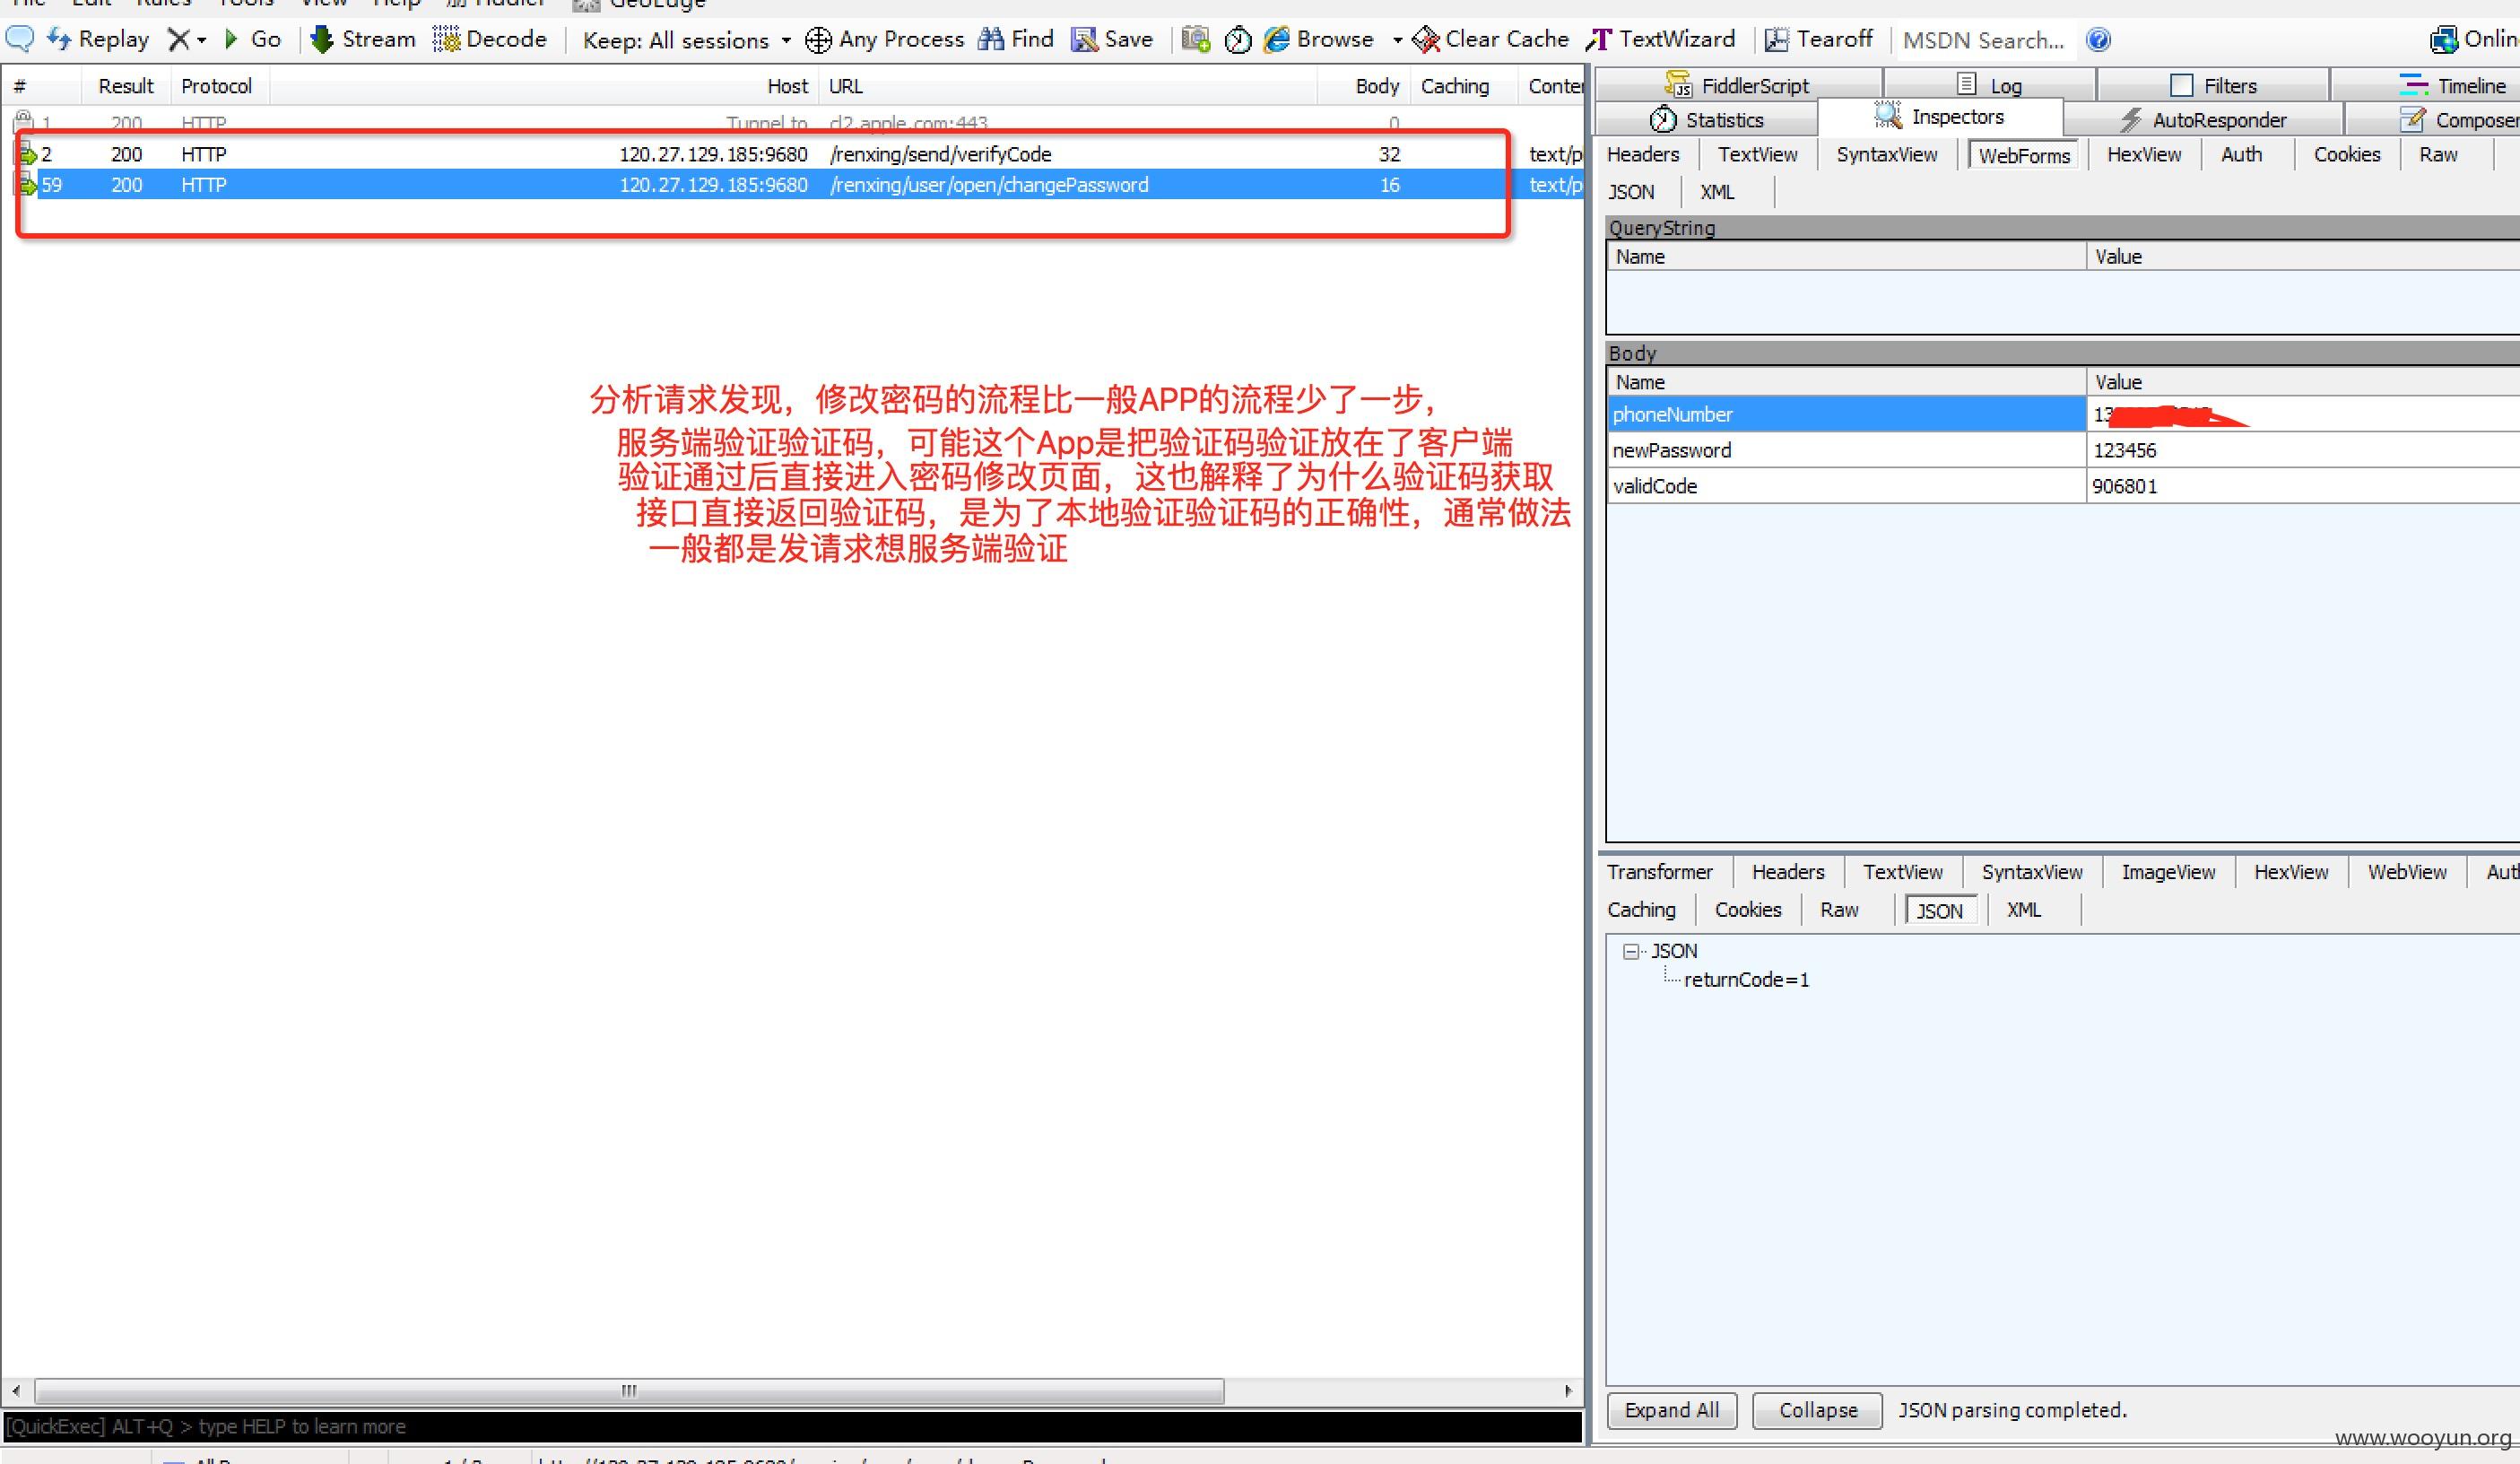 File Edit Rules Tools View Help Fiddler GeoEdge
Replay Go Stream Decode Keep: All sessions Any Process Find Save Browse Clear Cache TextWizard Tearoff MSDN Search... Onlin
# Result Protocol Host URL Body Caching Conte
1 200 HTTP Tunnel to cl2.apple.com:443 0
2 200 HTTP 120.27.129.185:9680 /renxing/send/verifyCode 32 text/p
59 200 HTTP 120.27.129.185:9680 /renxing/user/open/changePassword 16 text/p
分析请求发现，修改密码的流程比一般APP的流程少了一步，
服务端验证验证码，可能这个App是把验证码验证放在了客户端
验证通过后直接进入密码修改页面，这也解释了为什么验证码获取
接口直接返回验证码，是为了本地验证验证码的正确性，通常做法
一般都是发请求想服务端验证
[QuickExec] ALT+Q > type HELP to learn more
FiddlerScript Log Filters Timeline
Statistics Inspectors AutoResponder Composer
Headers TextView SyntaxView WebForms HexView Auth Cookies Raw
JSON XML
QueryString
Name Value
Body
Name Value
phoneNumber 13
newPassword 123456
validCode 906801
Transformer Headers TextView SyntaxView ImageView HexView WebView Aut
Caching Cookies Raw JSON XML
JSON
returnCode=1
Expand All Collapse JSON parsing completed.
www.wooyun.org